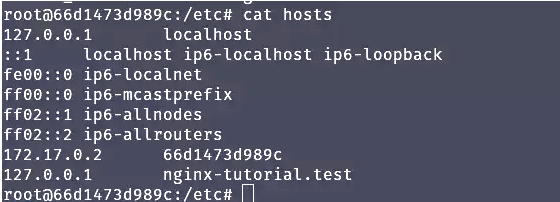 root@66d1473d989c:/etc# cat hosts
127.0.0.1       localhost
::1     localhost ip6-localhost ip6-loopback
fe00::0 ip6-localnet
ff00::0 ip6-mcastprefix
ff02::1 ip6-allnodes
ff02::2 ip6-allrouters
172.17.0.2      66d1473d989c
127.0.0.1       nginx-tutorial.test
root@66d1473d989c:/etc#